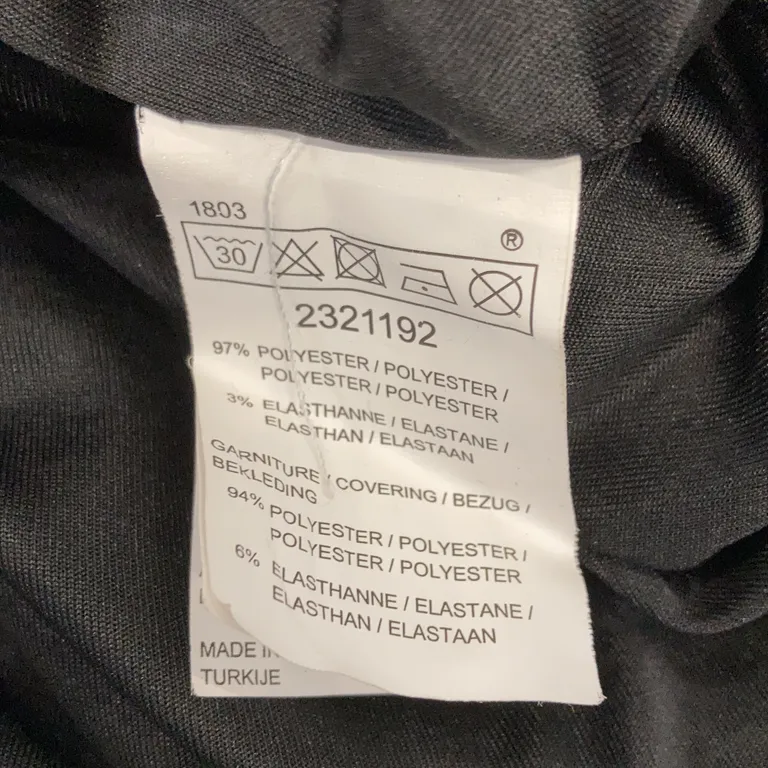 1803
®
30
2321192
97% POLYESTER / POLYESTER /
POLYESTER / POLYESTER
3% ELASTHANNE / ELASTANE /
ELASTHAN / ELASTAAN
GARNITURE / COVERING / BEZUG /
BEKLEDING
94% POLYESTER / POLYESTER /
POLYESTER / POLYESTER
6% ELASTHANNE / ELASTANE /
ELASTHAN / ELASTAAN
MADE IN
TURKIJE